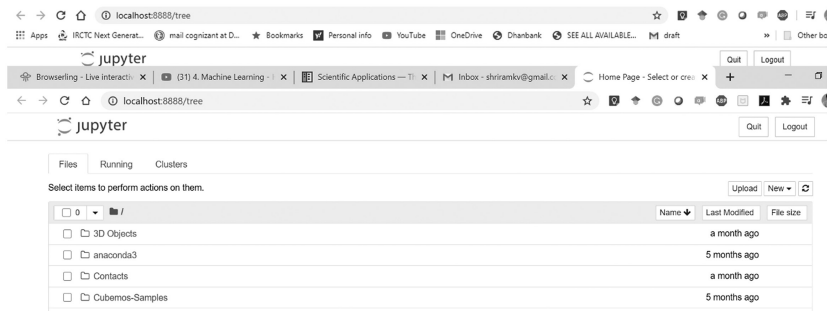 localhost:8888/tree
Apps IRCTC Next Generat... mail cognizant at D... Bookmarks Personal info YouTube OneDrive Dhanbank SEE ALL AVAILABLE... draft » Other bo
jupyter Quit Logout
Browserling - Live interactiv (31) 4. Machine Learning - Scientific Applications — Th Inbox - shriramkv@gmail.c Home Page - Select or crea
localhost:8888/tree
jupyter Quit Logout
Files Running Clusters
Select items to perform actions on them. Upload New
0 / Name Last Modified File size
3D Objects a month ago
anaconda3 5 months ago
Contacts a month ago
Cubemos-Samples 5 months ago